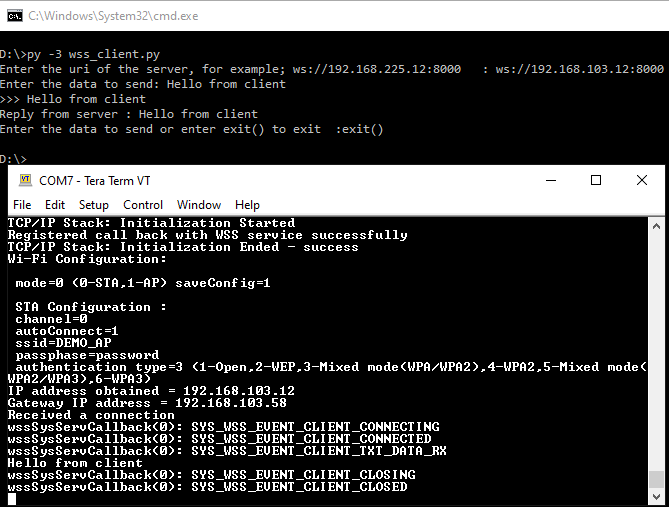 C:\Windows\System32\cmd.exe
D:\>py -3 wss_client.py
Enter the uri of the server, for example; ws://192.168.225.12:8000   : ws://192.168.103.12:8000
Enter the data to send: Hello from client
>>> Hello from client
Reply from server : Hello from client
Enter the data to send or enter exit() to exit  :exit()
D:\>
COM7 - Tera Term VT
File Edit Setup Control Window Help
TCP/IP Stack: Initialization Started
Registered call back with WSS service successfully
TCP/IP Stack: Initialization Ended - success
Wi-Fi Configuration:
mode=0 (0-STA,1-AP) saveConfig=1
STA Configuration :
channel=0
autoConnect=1
ssid=DEMO_AP
passphase=password
authentication type=3 (1-Open,2-WEP,3-Mixed mode(WPA/WPA2),4-WPA2,5-Mixed mode(
WPA2/WPA3),6-WPA3)
IP address obtained = 192.168.103.12
Gateway IP address = 192.168.103.58
Received a connection
wssSysServCallback(0): SYS_WSS_EVENT_CLIENT_CONNECTING
wssSysServCallback(0): SYS_WSS_EVENT_CLIENT_CONNECTED
wssSysServCallback(0): SYS_WSS_EVENT_CLIENT_TXT_DATA_RX
Hello from client
wssSysServCallback(0): SYS_WSS_EVENT_CLIENT_CLOSING
wssSysServCallback(0): SYS_WSS_EVENT_CLIENT_CLOSED